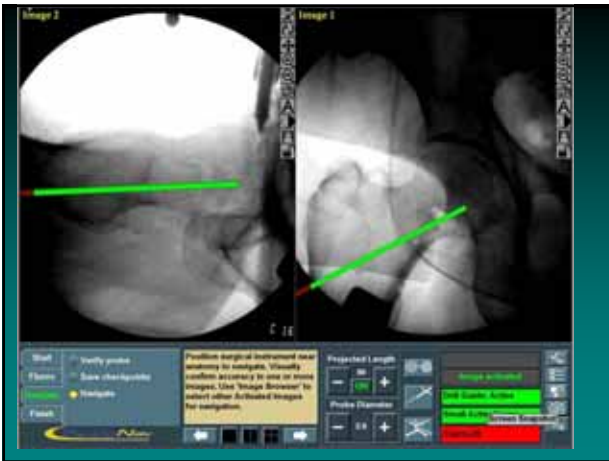 Image 2
Image 1
A
Start
Verify probe
Save checkpoints
Navigate
Finish
Position surgical instrument near
anatomy to navigate. Visually
confirm accuracy in one or more
images. Use 'Image Browser' to
select other Activated Images
for navigation.
Projected Length
Probe Diameter
Image activated
Drill Guide: Active
Small Active
Screen Snapshot